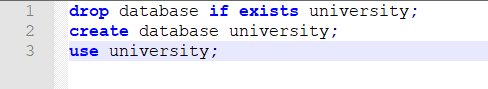 1 drop database if exists university;
2 create database university;
3 use university;